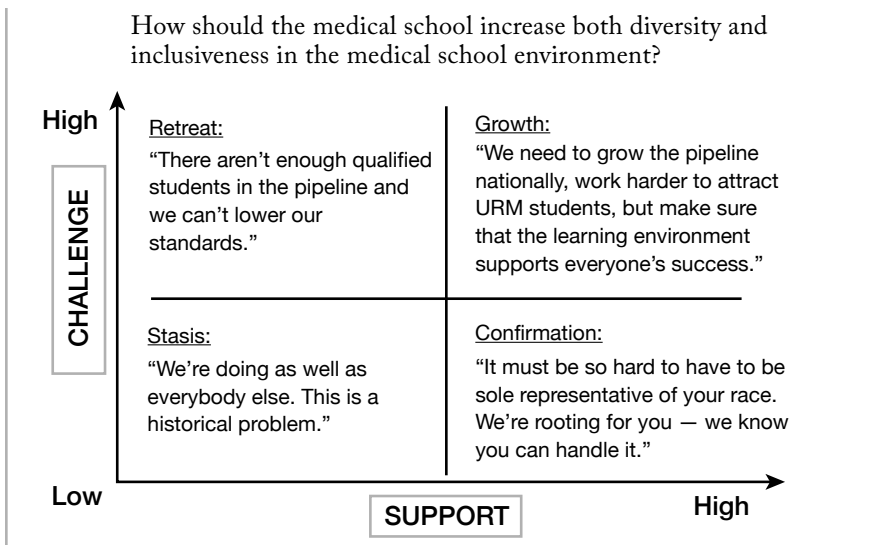 How should the medical school increase both diversity and
inclusiveness in the medical school environment?
High
CHALLENGE
Retreat:
“There aren’t enough qualified
students in the pipeline and
we can’t lower our
standards.”
Growth:
“We need to grow the pipeline
nationally, work harder to attract
URM students, but make sure
that the learning environment
supports everyone’s success.”
Stasis:
“We’re doing as well as
everybody else. This is a
historical problem.”
Confirmation:
“It must be so hard to have to be
sole representative of your race.
We’re rooting for you — we know
you can handle it.”
Low
SUPPORT
High